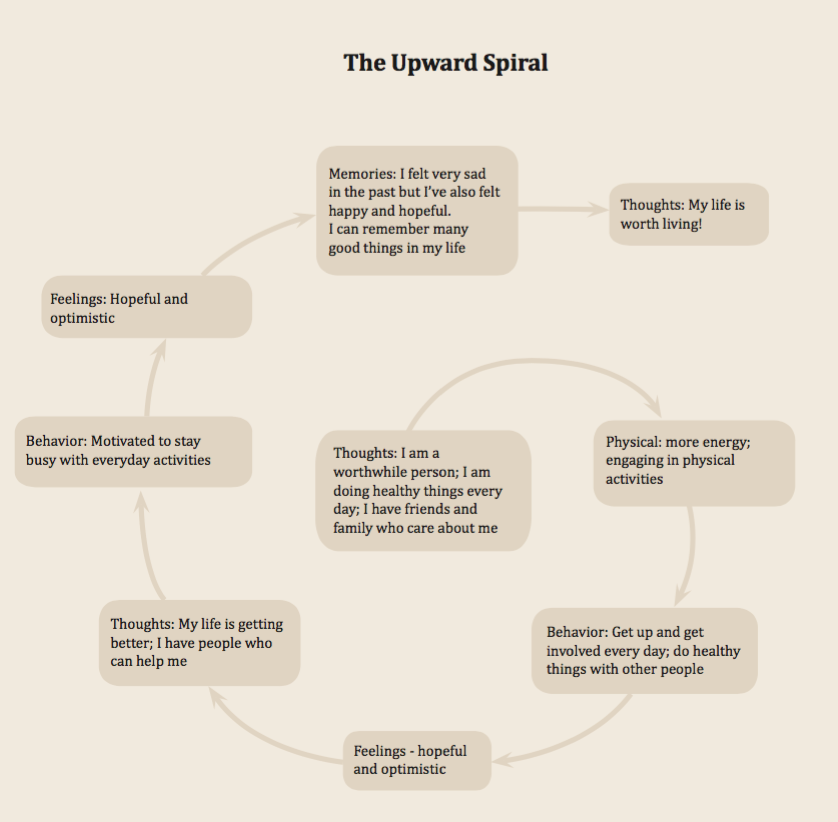 The Upward Spiral
Memories: I felt very sad
in the past but I've also felt
happy and hopeful.
I can remember many
good things in my life
Thoughts: My life is
worth living!
Feelings: Hopeful and
optimistic
Behavior: Motivated to stay
busy with everyday activities
Thoughts: I am a
worthwhile person; I am
doing healthy things every
day; I have friends and
family who care about me
Physical: more energy;
engaging in physical
activities
Thoughts: My life is getting
better; I have people who
can help me
Behavior: Get up and get
involved every day; do healthy
things with other people
Feelings - hopeful
and optimistic